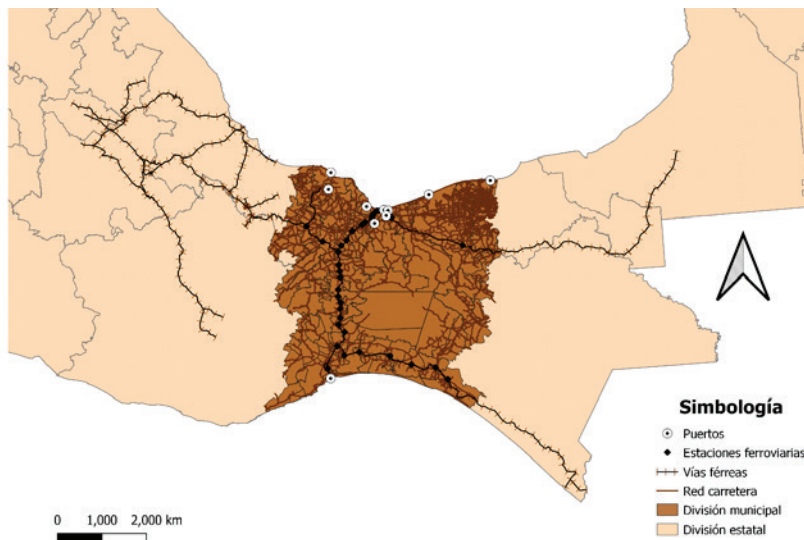 Simbología
Puertos
Estaciones ferroviarias
Vías férreas
Red carretera
División municipal
División estatal
0 1,000 2,000 km